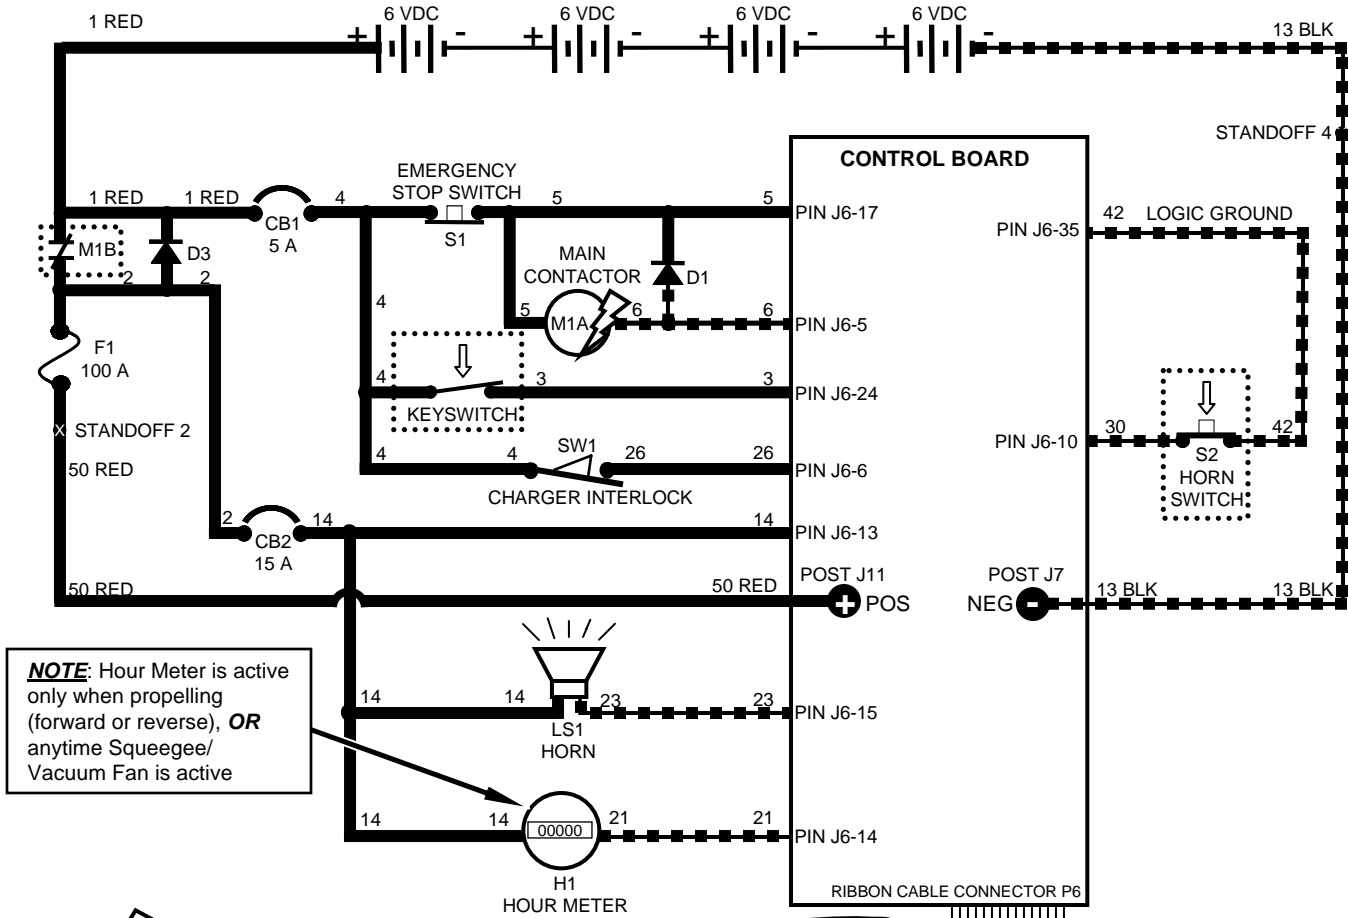 6 VDC 6 VDC 6 VDC 6 VDC
1 RED
+ - + - + - + -
13 BLK
STANDOFF 4
CONTROL BOARD
EMERGENCY
STOP SWITCH
1 RED 1 RED 4 5 5
CB1
5 A
S1
PIN J6-17
42 LOGIC GROUND
PIN J6-35
M1B
D3
2 2
MAIN
CONTACTOR
D1
4
5 M1A 6 6
PIN J6-5
F1
100 A
4 3 3
PIN J6-24
KEYSWITCH
X STANDOFF 2
50 RED
30 42
PIN J6-10
S2
HORN
SWITCH
SW1
4 4 26 26
PIN J6-6
CHARGER INTERLOCK
2 14 14
CB2
15 A
PIN J6-13
50 RED 50 RED
POST J11
+ POS
POST J7
NEG -
13 BLK 13 BLK
NOTE: Hour Meter is active
only when propelling
(forward or reverse), OR
anytime Squeegee/
Vacuum Fan is active
14 14 23 23
PIN J6-15
LS1
HORN
14 14 00000 21 21
PIN J6-14
H1
HOUR METER
RIBBON CABLE CONNECTOR P6